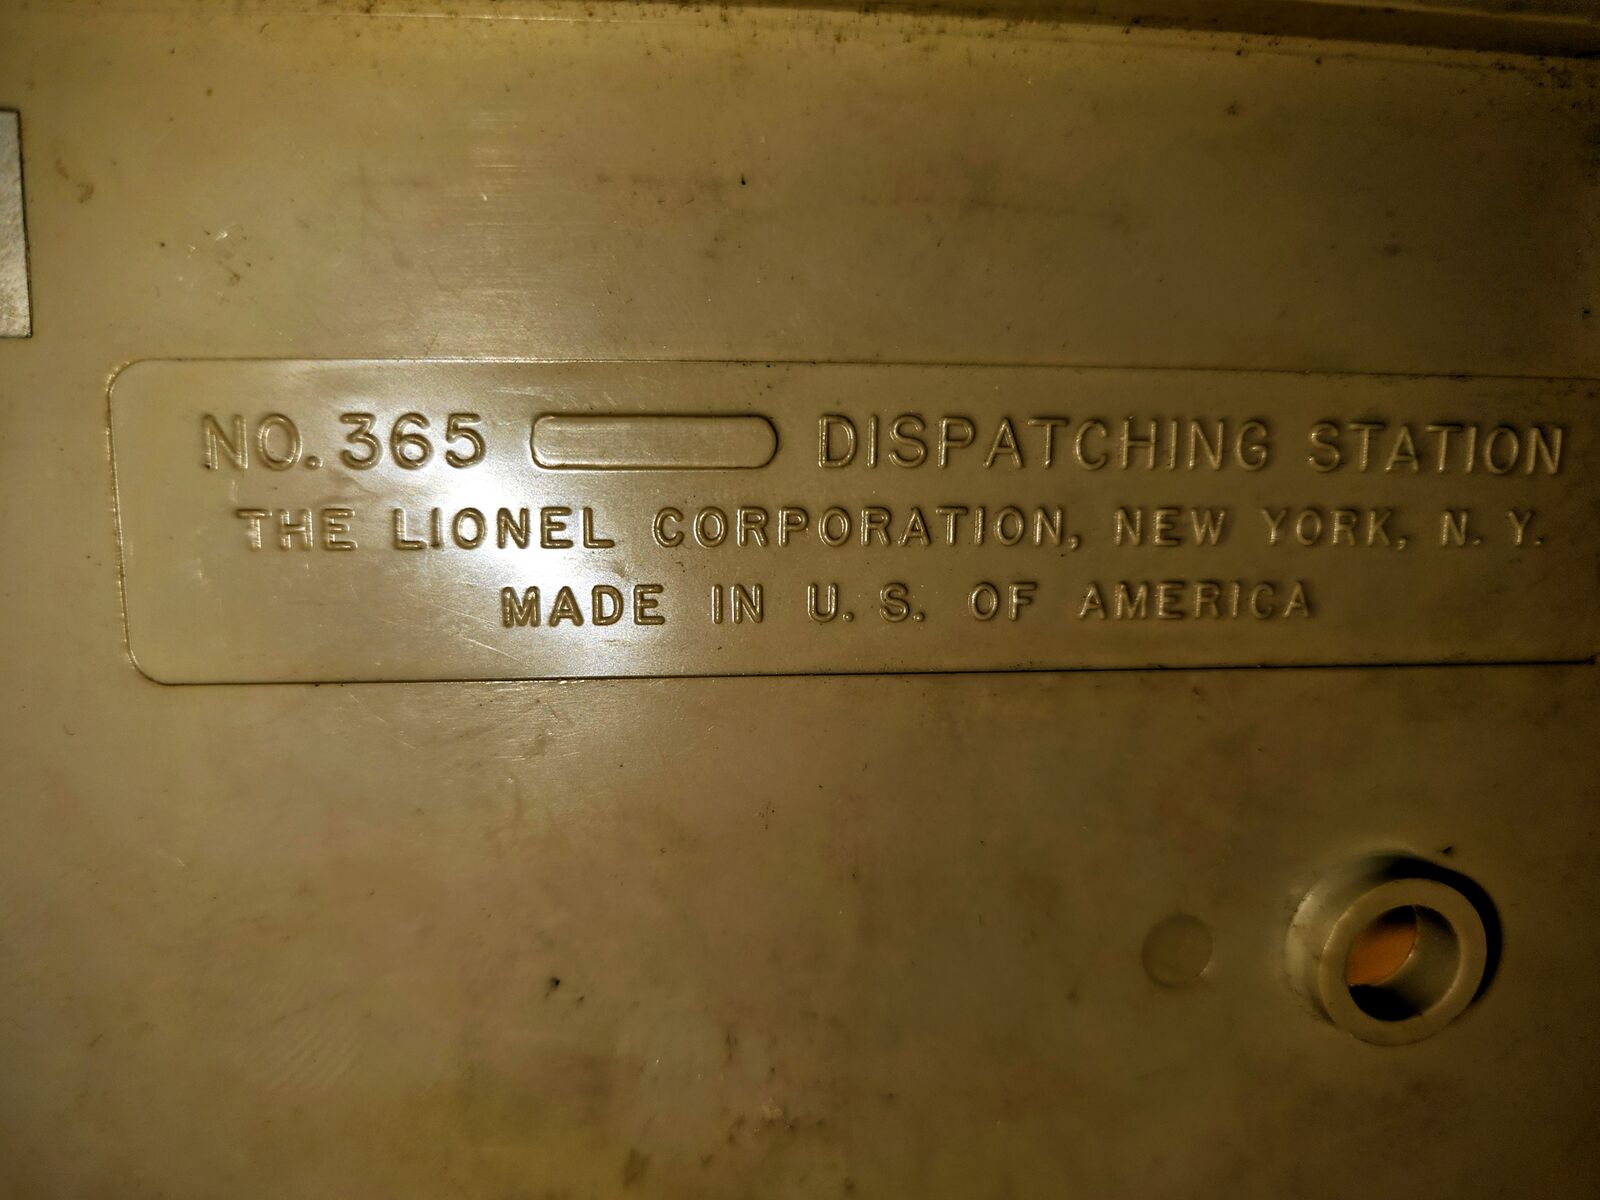 NO. 365 DISPATCHING STATION
THE LIONEL CORPORATION, NEW YORK, N. Y.
MADE IN U. S. OF AMERICA